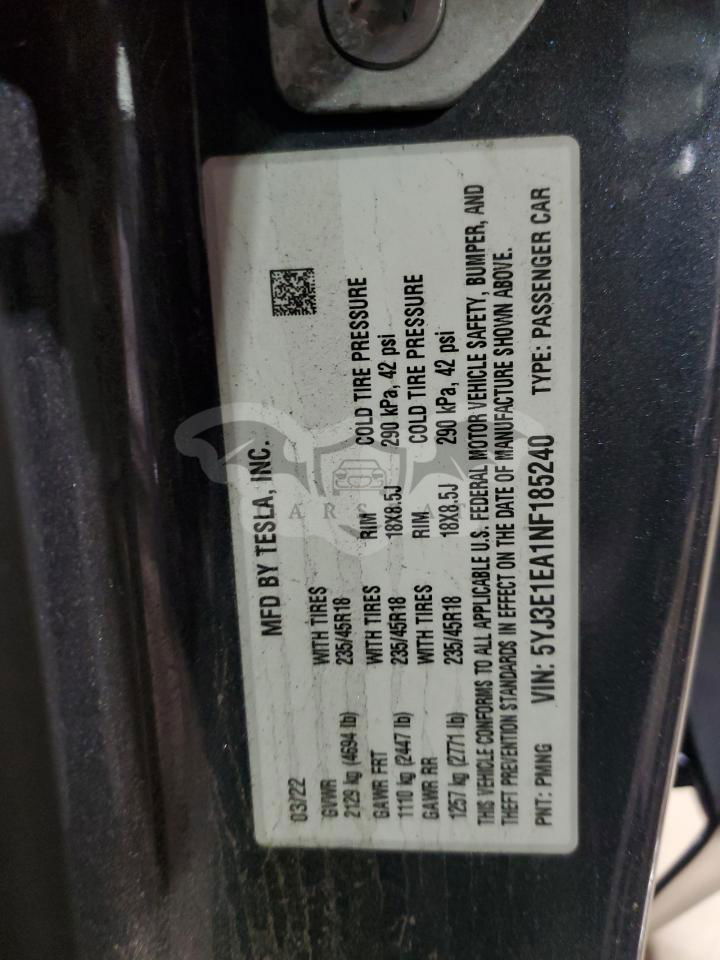 MFD BY TESLA, INC.
03/22
GVWR WITH TIRES RIM COLD TIRE PRESSURE
2129 kg (4694 lb) 235/45R18 18X8.5J 290 kPa, 42 psi
GAWR FRT WITH TIRES RIM COLD TIRE PRESSURE
1110 kg (2447 lb) 235/45R18 18X8.5J 290 kPa, 42 psi
GAWR RR WITH TIRES
1257 kg (2771 lb) 235/45R18
THIS VEHICLE CONFORMS TO ALL APPLICABLE U.S. FEDERAL MOTOR VEHICLE SAFETY, BUMPER, AND
THEFT PREVENTION STANDARDS IN EFFECT ON THE DATE OF MANUFACTURE SHOWN ABOVE.
PNT: PMNG VIN: 5YJ3E1EA1NF185240 TYPE: PASSENGER CAR